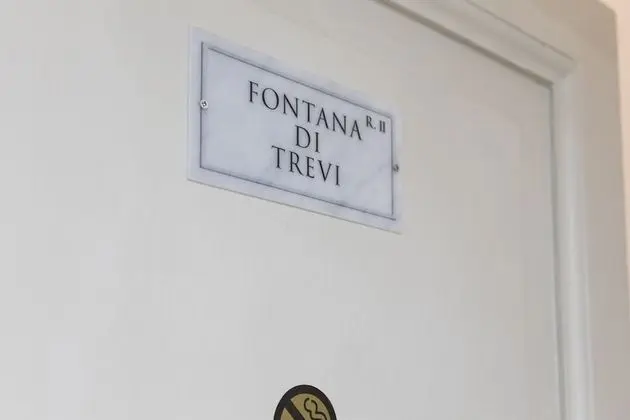 FONTANA R. II
DI
TREVI